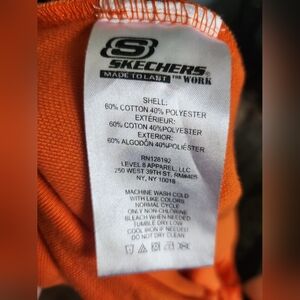 S
SKECHERS
MADE TO LAST FOR WORK
SHELL:
60% COTTON 40% POLYESTER
EXTÉRIEUR:
60% COTON 40% POLYESTER
EXTERIOR:
60% ALGODÓN 40% POLIÉSTER
RN128192
LEVEL 8 APPAREL, LLC
250 WEST 39TH ST, RM#405
NY, NY 10018
MACHINE WASH COLD
WITH LIKE COLORS
NORMAL CYCLE
ONLY NON-CHLORINE
BLEACH WHEN NEEDED
TUMBLE DRY LOW
COOL IRON IF NEEDED
DO NOT DRY CLEAN